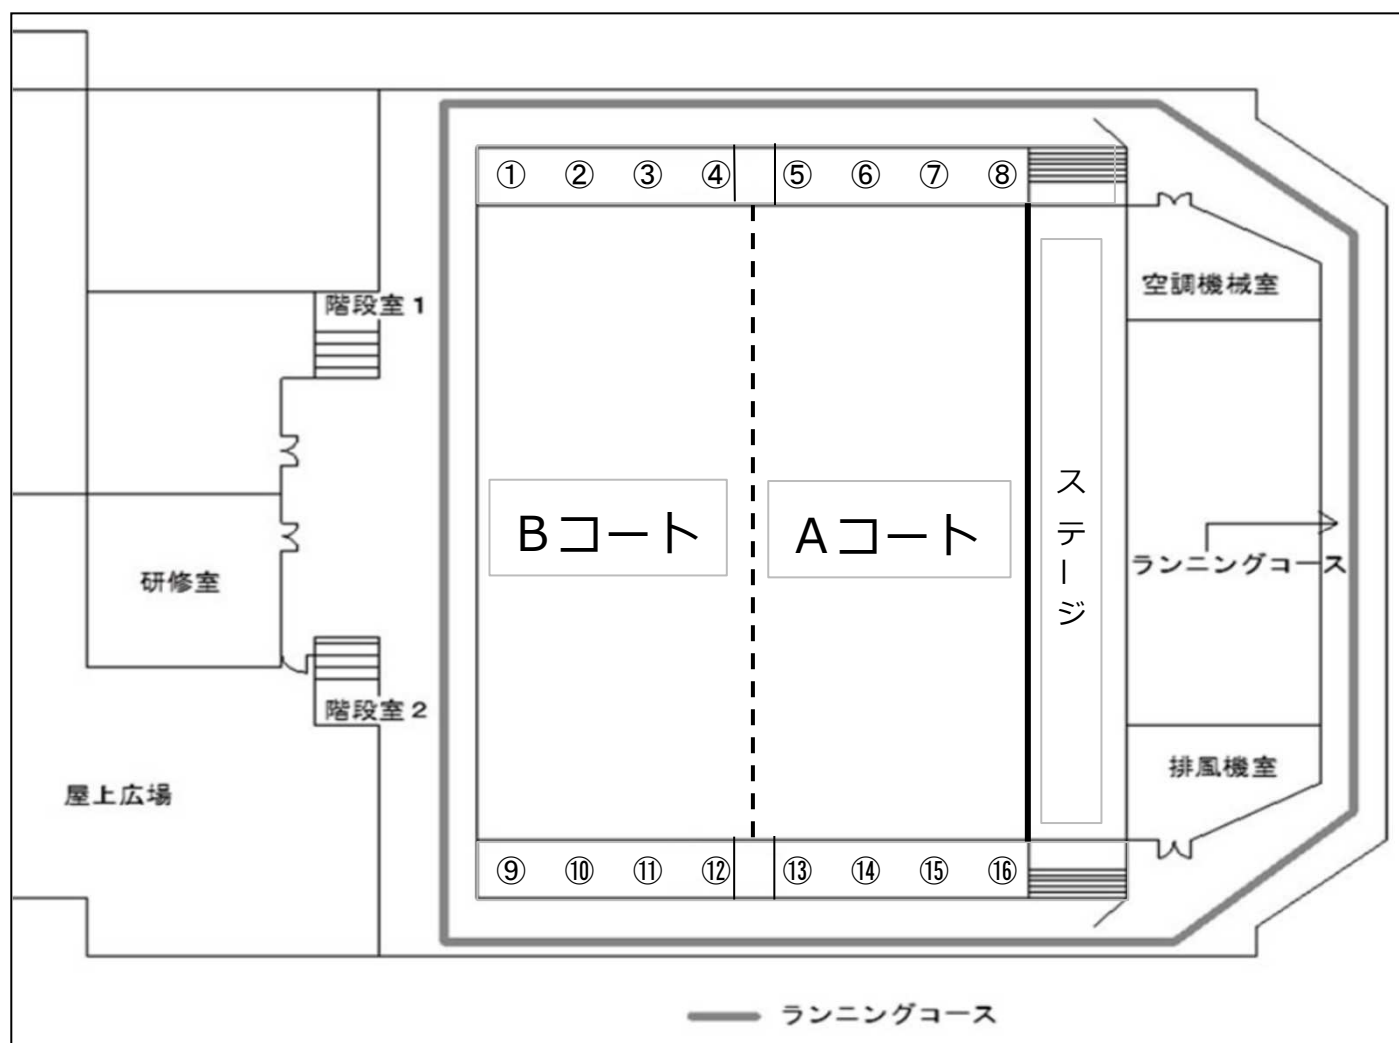 ① ② ③ ④ ⑤ ⑥ ⑦ ⑧
階段室1
空調機械室
Bコート
Aコート
ステージ
ランニングコース
研修室
階段室2
排風機室
屋上広場
⑨ ⑩ ⑪ ⑫ ⑬ ⑭ ⑮ ⑯
ランニングコース